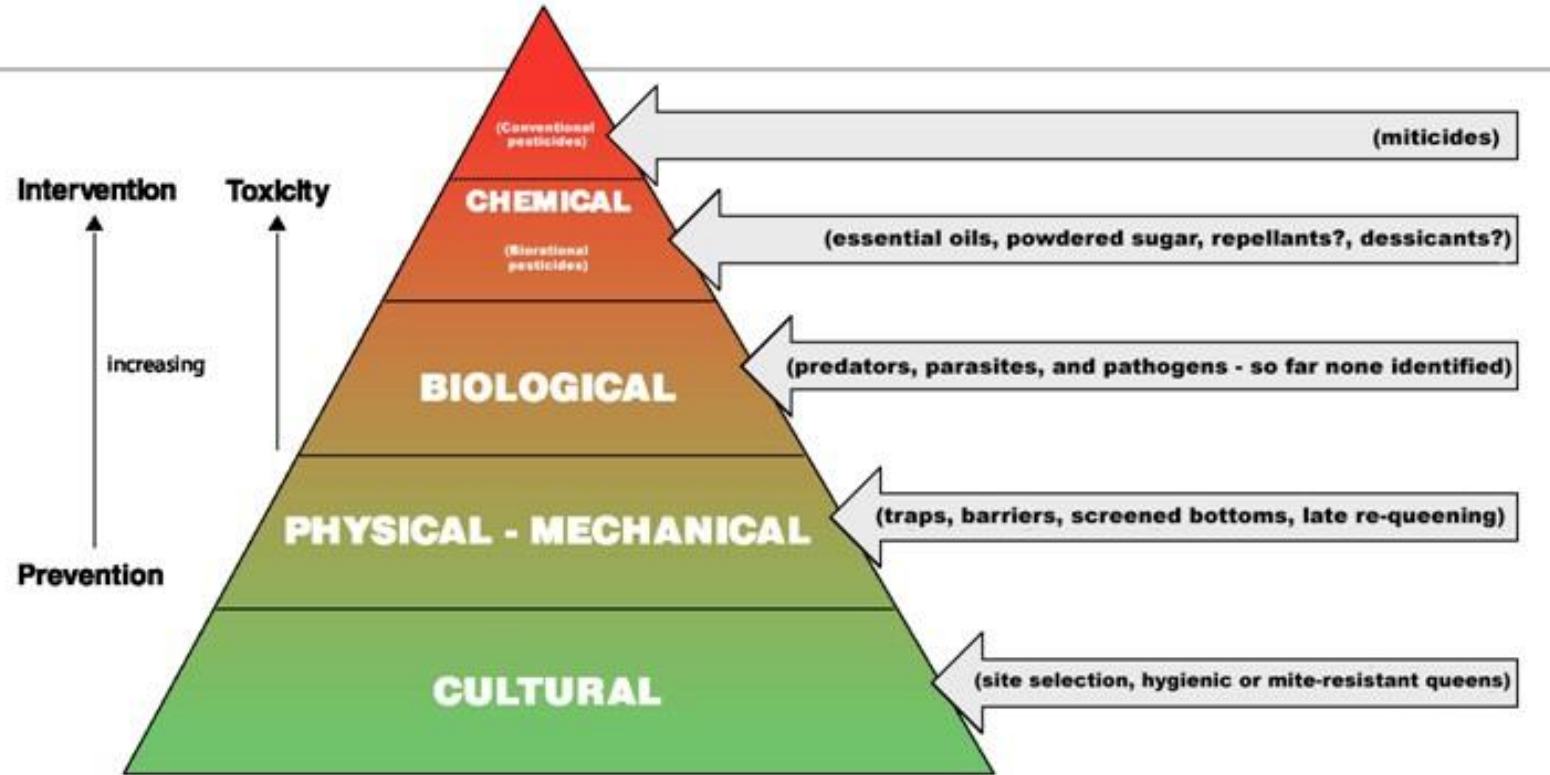 (Conventional
pesticides)
(miticides)
Intervention
Toxicity
CHEMICAL
(essential oils, powdered sugar, repellants?, dessicants?)
(Biorational
pesticides)
increasing
BIOLOGICAL
(predators, parasites, and pathogens - so far none identified)
PHYSICAL - MECHANICAL
(traps, barriers, screened bottoms, late re-queening)
Prevention
CULTURAL
(site selection, hygienic or mite-resistant queens)